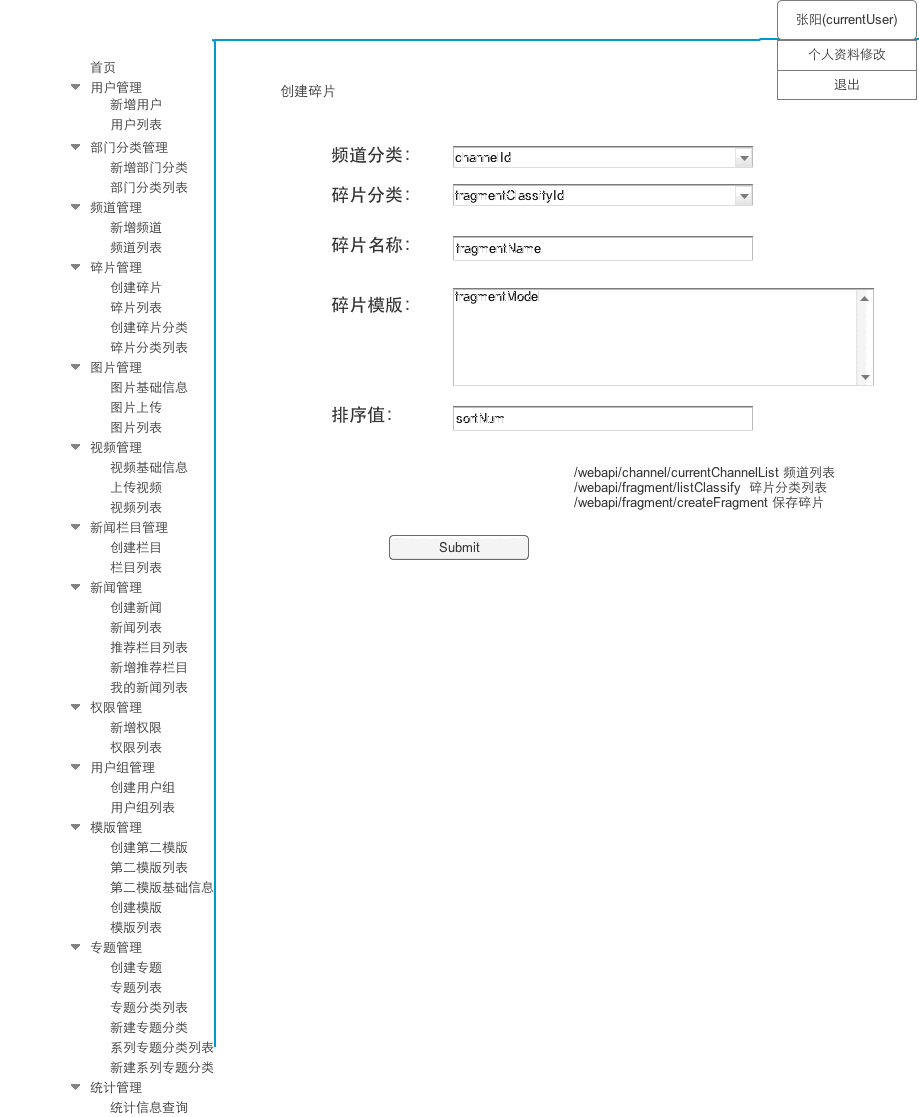 张阳(currentUser)
个人资料修改
退出
首页
用户管理
新增用户
用户列表
部门分类管理
新增部门分类
部门分类列表
频道管理
新增频道
频道列表
碎片管理
创建碎片
碎片列表
创建碎片分类
碎片分类列表
图片管理
图片基础信息
图片上传
图片列表
视频管理
视频基础信息
上传视频
视频列表
新闻栏目管理
创建栏目
栏目列表
新闻管理
创建新闻
新闻列表
推荐栏目列表
新增推荐栏目
我的新闻列表
权限管理
新增权限
权限列表
用户组管理
创建用户组
用户组列表
模版管理
创建第二模版
第二模版列表
第二模版基础信息
创建模版
模版列表
专题管理
创建专题
专题列表
专题分类列表
新建专题分类
系列专题分类列表
新建系列专题分类
统计管理
统计信息查询
创建碎片
频道分类： channelId
碎片分类： fragmentClassifyId
碎片名称： fragmentName
碎片模版： fragmentModel
排序值： sortNum
/webapi/channel/currentChannelList 频道列表
/webapi/fragment/listClassify 碎片分类列表
/webapi/fragment/createFragment 保存碎片
Submit